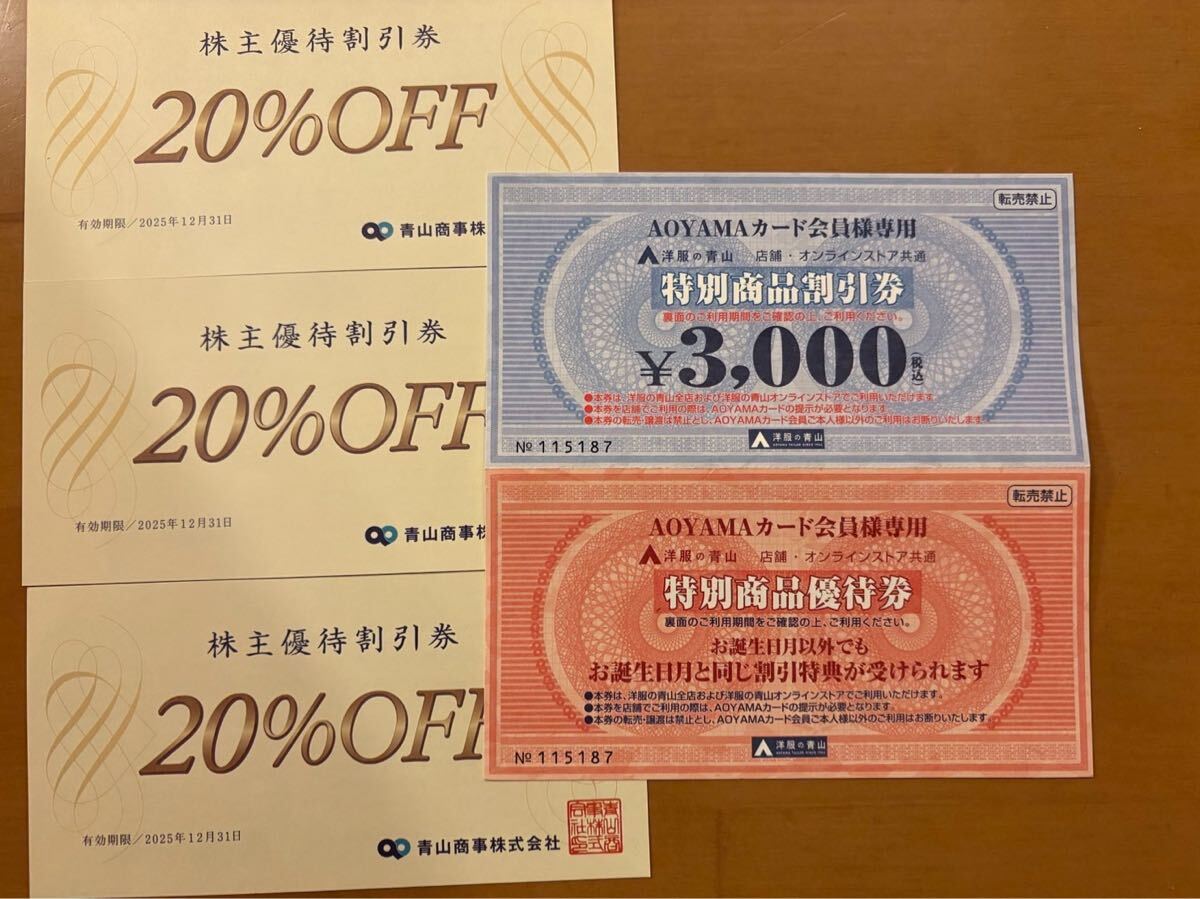 株主優待割引券
20%OFF
有効期限/2025年12月31日
青山商事株
株主優待割引券
20%OFF
有効期限/2025年12月31日
青山商事株
株主優待割引券
20%OFF
有効期限/2025年12月31日
青山商事株式会社
転売禁止
AOYAMAカード会員様専用
洋服の青山 店舗・オンラインストア共通
特別商品割引券
裏面のご利用期間をご確認の上、ご利用ください。
¥3,000(税込)
●本券は、洋服の青山全店および洋服の青山オンラインストアでご利用いただけます。
●本券を店舗でご利用の際は、AOYAMAカードの提示が必要となります。
●本券の転売・譲渡は禁止とし、AOYAMAカード会員ご本人様以外のご利用はお断りいたします。
№115187
洋服の青山
転売禁止
AOYAMAカード会員様専用
洋服の青山 店舗・オンラインストア共通
特別商品優待券
裏面のご利用期間をご確認の上、ご利用ください。
お誕生日月以外でも
お誕生日月と同じ割引特典が受けられます
●本券は、洋服の青山全店および洋服の青山オンラインストアでご利用いただけます。
●本券を店舗でご利用の際は、AOYAMAカードの提示が必要となります。
●本券の転売・譲渡は禁止とし、AOYAMAカード会員ご本人様以外のご利用はお断りいたします。
№115187
洋服の青山